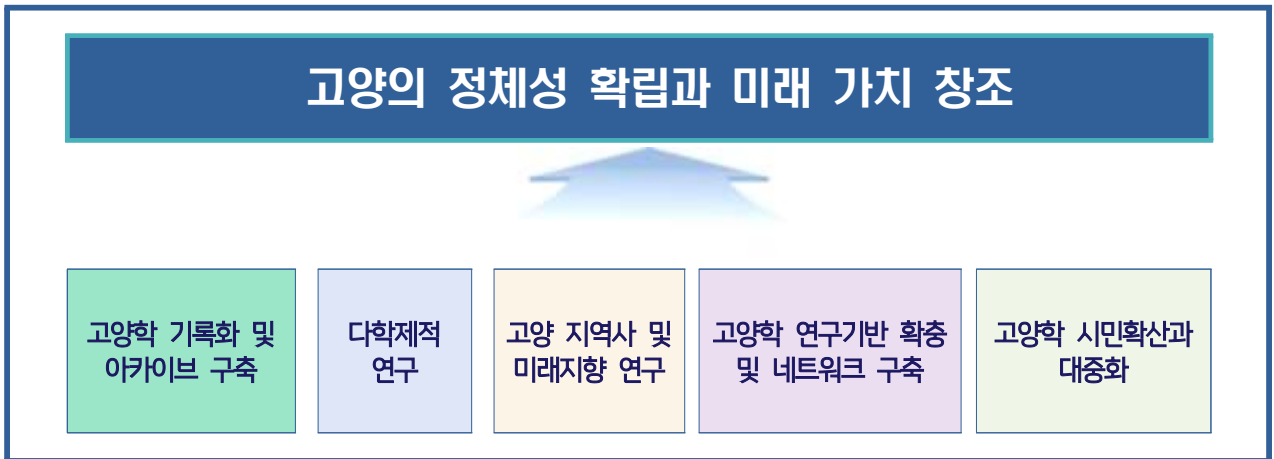 고양의 정체성 확립과 미래 가치 창조
고양학 기록화 및
아카이브 구축
다학제적
연구
고양 지역사 및
미래지향 연구
고양학 연구기반 확충
및 네트워크 구축
고양학 시민확산과
대중화